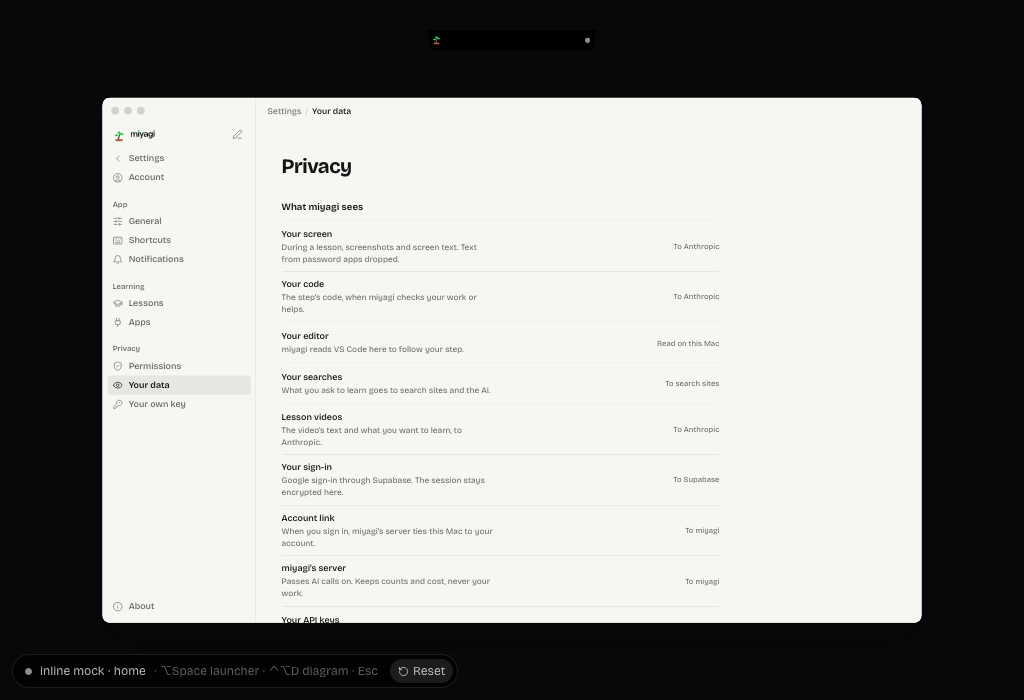 Settings / Your data
miyagi
Settings
Account
App
General
Shortcuts
Notifications
Learning
Lessons
Apps
Privacy
Permissions
Your data
Your own key
About
Privacy
What miyagi sees
Your screen
During a lesson, screenshots and screen text. Text
from password apps dropped.
To Anthropic
Your code
The step's code, when miyagi checks your work or
helps.
To Anthropic
Your editor
miyagi reads VS Code here to follow your step.
Read on this Mac
Your searches
What you ask to learn goes to search sites and the AI.
To search sites
Lesson videos
The video's text and what you want to learn, to
Anthropic.
To Anthropic
Your sign-in
Google sign-in through Supabase. The session stays
encrypted here.
To Supabase
Account link
When you sign in, miyagi's server ties this Mac to your
account.
To miyagi
miyagi's server
Passes AI calls on. Keeps counts and cost, never your
work.
To miyagi
Your API keys
inline mock · home · ⌥Space launcher · ^⌥D diagram · Esc
Reset